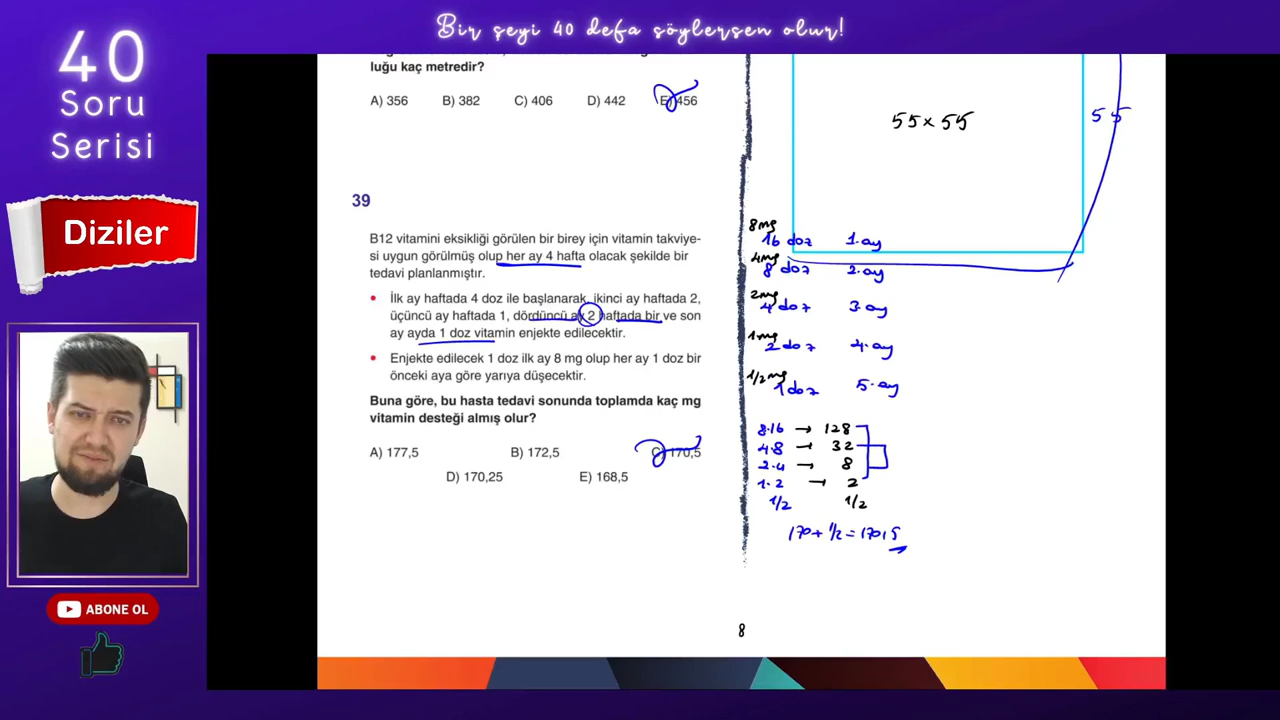 Bir şeyi 40 defa söylersen olur!
40
Soru
Serisi
Diziler
ABONE OL
luğu kaç metredir?
A) 356 B) 382 C) 406 D) 442 E) 456
39
B12 vitamini eksikliği görülen bir birey için vitamin takviye-
si uygun görülmüş olup her ay 4 hafta olacak şekilde bir
tedavi planlanmıştır.
• İlk ay haftada 4 doz ile başlanarak, ikinci ay haftada 2,
üçüncü ay haftada 1, dördüncü ay 2 haftada bir ve son
ay ayda 1 doz vitamin enjekte edilecektir.
• Enjekte edilecek 1 doz ilk ay 8 mg olup her ay 1 doz bir
önceki aya göre yarıya düşecektir.
Buna göre, bu hasta tedavi sonunda toplamda kaç mg
vitamin desteği almış olur?
A) 177,5 B) 172,5 C) 170,5
D) 170,25 E) 168,5
55x55
55
8mg
16 doz 1.ay
4mg
8 doz 2.ay
2mg
4 doz 3.ay
1mg
2 doz 4.ay
1/2mg
1 doz 5.ay
8.16 → 128
4.8 → 32
2.4 → 8
1.2 → 2
1/2 1/2
170+1/2=170,5
8